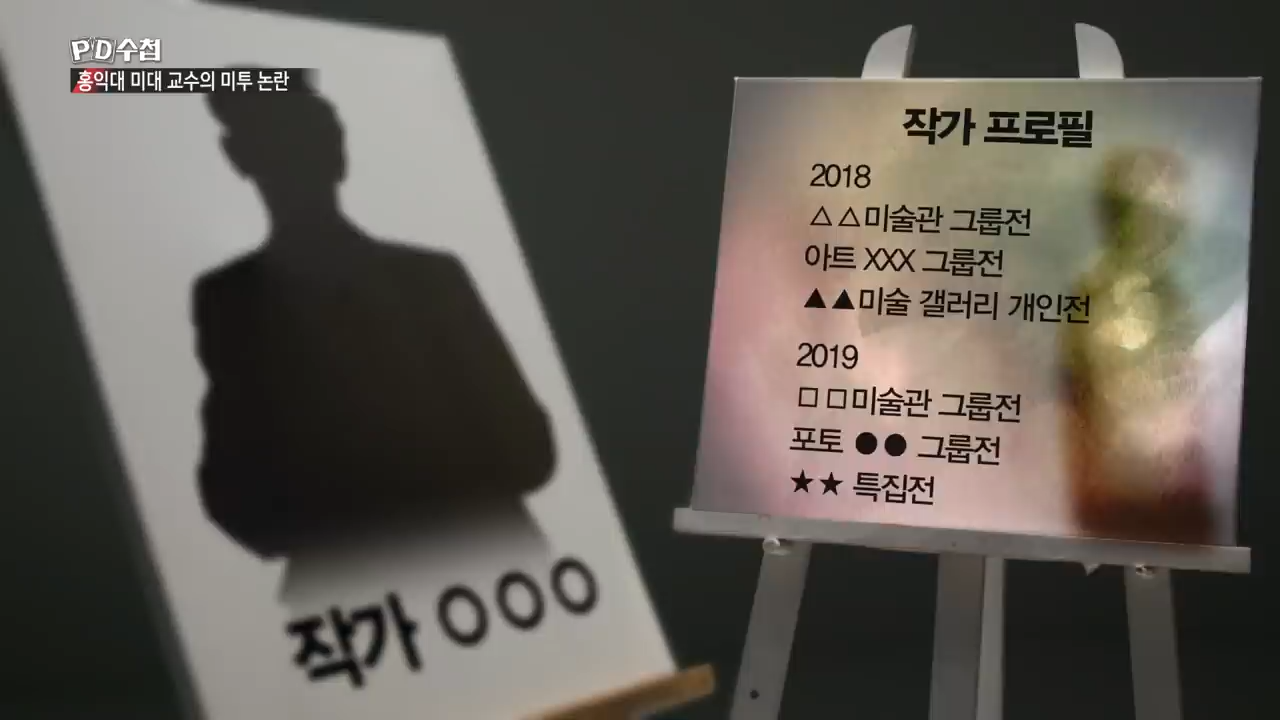 PD수첩
홍익대 미대 교수의 미투 논란
작가 프로필
2018
△△미술관 그룹전
아트 XXX 그룹전
▲▲미술 갤러리 개인전
2019
□□미술관 그룹전
포토 ●● 그룹전
★★ 특집전
작가 OOO